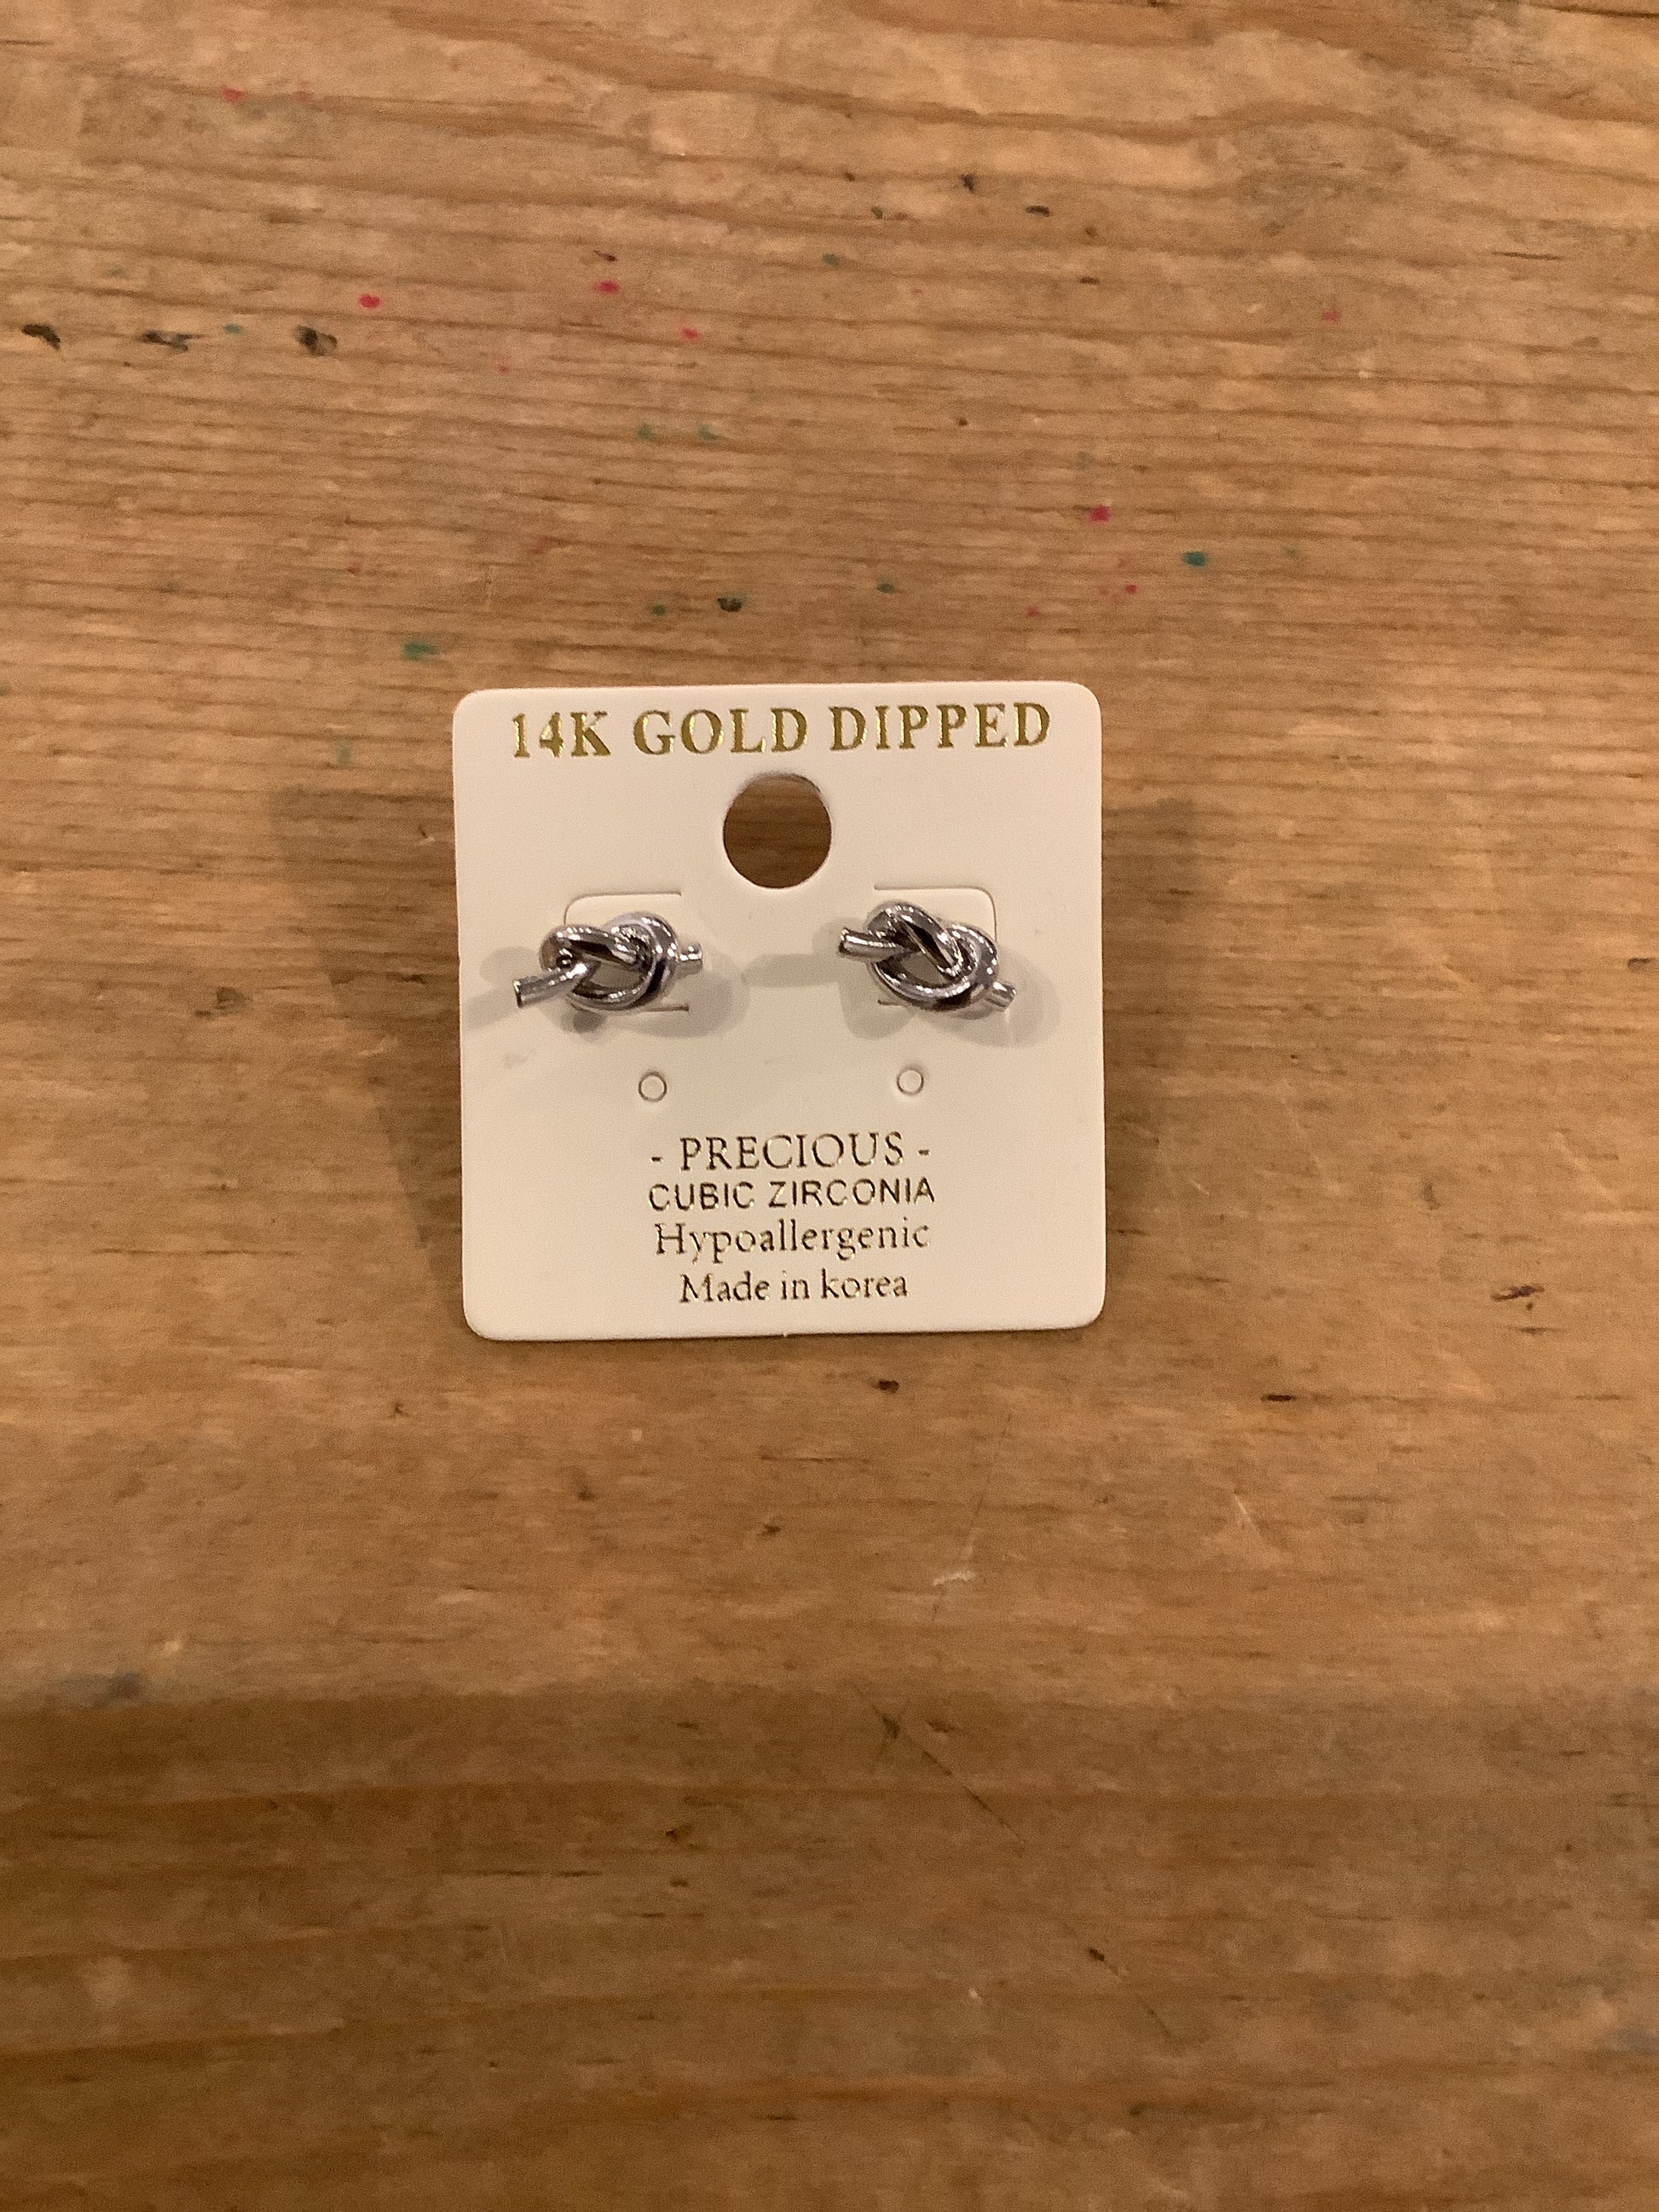 14K GOLD DIPPED
- PRECIOUS -
CUBIC ZIRCONIA
Hypoallergenic
Made in korea